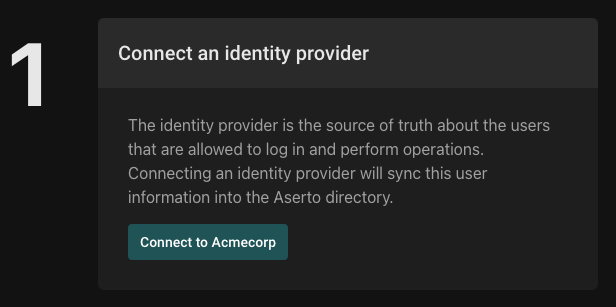 1
Connect an identity provider
The identity provider is the source of truth about the users
that are allowed to log in and perform operations.
Connecting an identity provider will sync this user
information into the Aserto directory.
Connect to Acmecorp